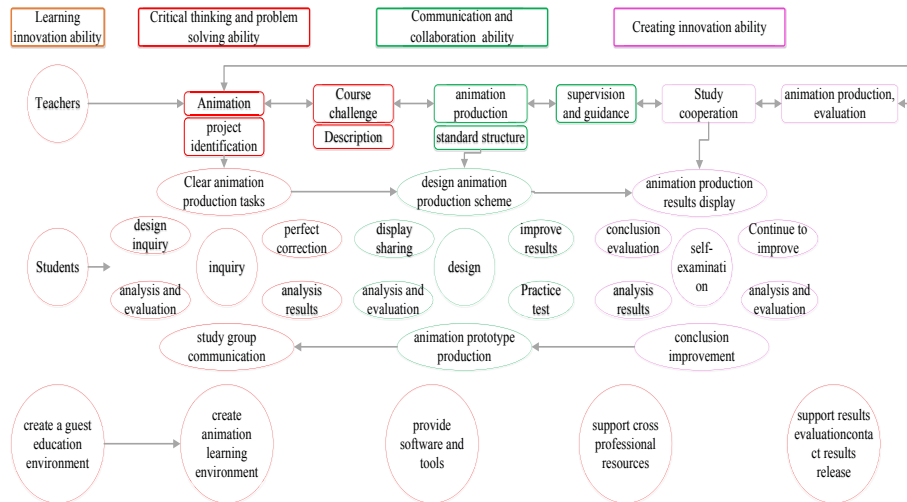 Learning
innovation ability
Critical thinking and problem
solving ability
Communication and
collaboration ability
Creating innovation ability
Teachers
Animation
project
identification
Course
challenge
Description
animation
production
standard structure
supervision
and guidance
Study
cooperation
animation production,
evaluation
Clear animation
production tasks
design animation
production scheme
animation production
results display
Students
design
inquiry
analysis and
evaluation
inquiry
perfect
correction
analysis
results
display
sharing
analysis and
evaluation
design
improve
results
Practice
test
conclusion
evaluation
analysis
results
self-
examinati
on
Continue to
improve
analysis and
evaluation
study group
communication
animation prototype
production
conclusion
improvement
create a guest
education
environment
create
animation
learning
environment
provide
software and
tools
support cross
professional
resources
support results
evaluationconta
ct results
release